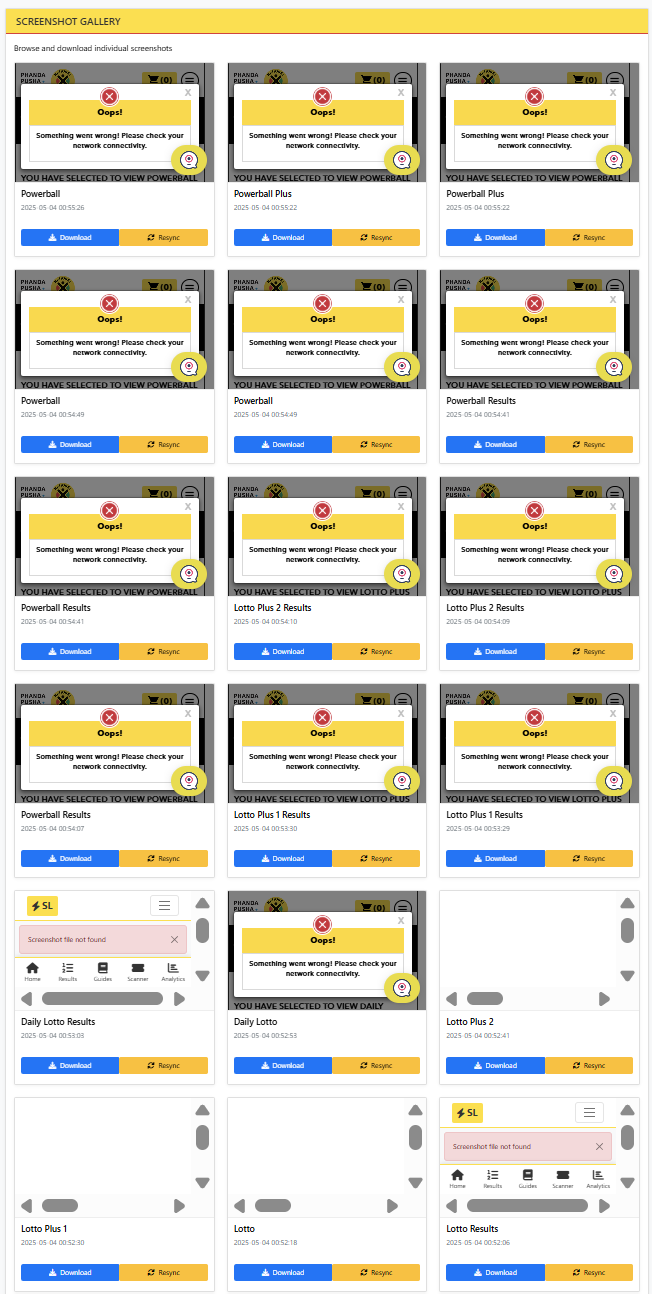 SCREENSHOT GALLERY
Browse and download individual screenshots
PHANDA PUSHA (0)
X
Oops!
Something went wrong! Please check your
network connectivity.
YOU HAVE SELECTED TO VIEW POWERBALL
Powerball
2025-05-04 00:55:26
Download Resync
PHANDA PUSHA (0)
X
Oops!
Something went wrong! Please check your
network connectivity.
YOU HAVE SELECTED TO VIEW POWERBALL
Powerball Plus
2025-05-04 00:55:22
Download Resync
PHANDA PUSHA (0)
X
Oops!
Something went wrong! Please check your
network connectivity.
YOU HAVE SELECTED TO VIEW POWERBALL
Powerball Plus
2025-05-04 00:55:22
Download Resync
PHANDA PUSHA (0)
X
Oops!
Something went wrong! Please check your
network connectivity.
YOU HAVE SELECTED TO VIEW POWERBALL
Powerball
2025-05-04 00:54:49
Download Resync
PHANDA PUSHA (0)
X
Oops!
Something went wrong! Please check your
network connectivity.
YOU HAVE SELECTED TO VIEW POWERBALL
Powerball
2025-05-04 00:54:49
Download Resync
PHANDA PUSHA (0)
X
Oops!
Something went wrong! Please check your
network connectivity.
YOU HAVE SELECTED TO VIEW POWERBALL
Powerball Results
2025-05-04 00:54:41
Download Resync
PHANDA PUSHA (0)
X
Oops!
Something went wrong! Please check your
network connectivity.
YOU HAVE SELECTED TO VIEW POWERBALL
Powerball Results
2025-05-04 00:54:41
Download Resync
PHANDA PUSHA (0)
X
Oops!
Something went wrong! Please check your
network connectivity.
YOU HAVE SELECTED TO VIEW LOTTO PLUS
Lotto Plus 2 Results
2025-05-04 00:54:10
Download Resync
PHANDA PUSHA (0)
X
Oops!
Something went wrong! Please check your
network connectivity.
YOU HAVE SELECTED TO VIEW LOTTO PLUS
Lotto Plus 2 Results
2025-05-04 00:54:09
Download Resync
PHANDA PUSHA (0)
X
Oops!
Something went wrong! Please check your
network connectivity.
YOU HAVE SELECTED TO VIEW POWERBALL
Powerball Results
2025-05-04 00:54:07
Download Resync
PHANDA PUSHA (0)
X
Oops!
Something went wrong! Please check your
network connectivity.
YOU HAVE SELECTED TO VIEW LOTTO PLUS
Lotto Plus 1 Results
2025-05-04 00:53:30
Download Resync
PHANDA PUSHA (0)
X
Oops!
Something went wrong! Please check your
network connectivity.
YOU HAVE SELECTED TO VIEW LOTTO PLUS
Lotto Plus 1 Results
2025-05-04 00:53:29
Download Resync
SL
Screenshot file not found
Home Results Guides Scanner Analytics
Daily Lotto Results
2025-05-04 00:53:03
Download Resync
PHANDA PUSHA (0)
X
Oops!
Something went wrong! Please check your
network connectivity.
YOU HAVE SELECTED TO VIEW DAILY
Daily Lotto
2025-05-04 00:52:53
Download Resync
Lotto Plus 2
2025-05-04 00:52:41
Download Resync
Lotto Plus 1
2025-05-04 00:52:30
Download Resync
Lotto
2025-05-04 00:52:18
Download Resync
SL
Screenshot file not found
Home Results Guides Scanner Analytics
Lotto Results
2025-05-04 00:52:06
Download Resync